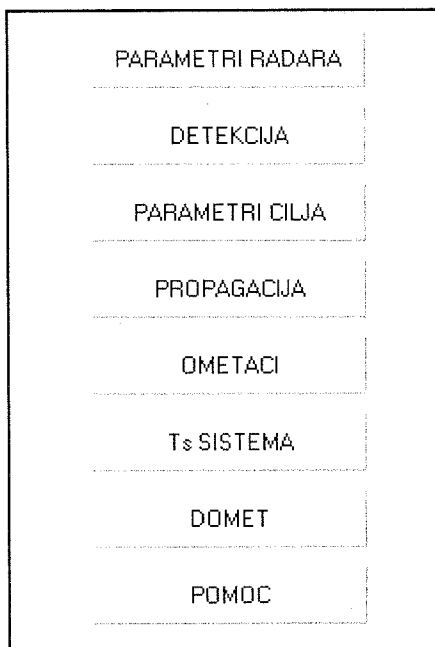 PARAMETRI RADARA
DETEKCIJA
PARAMETRI CILJA
PROPAGACIJA
OMETACI
Ts SISTEMA
DOMET
POMOC